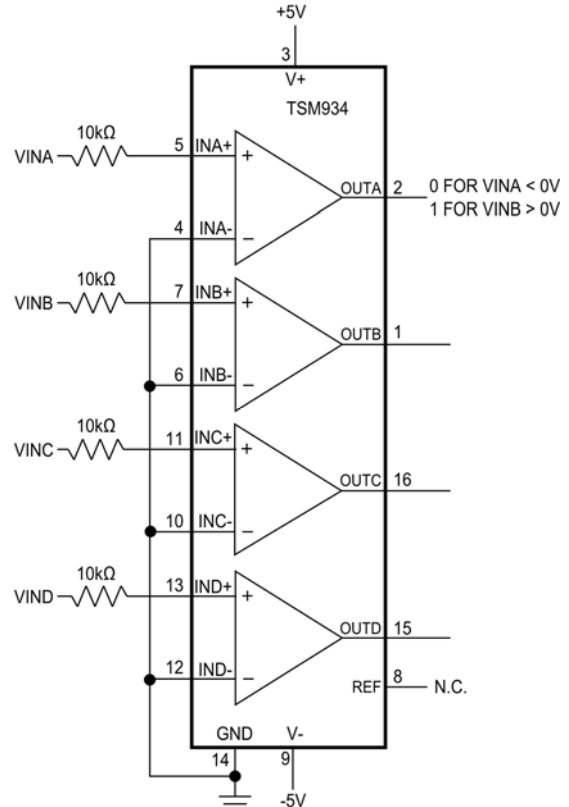 +5V
3
V+
TSM934
10kΩ
VINA
5
INA+
+
OUTA
2
0 FOR VINA < 0V
1 FOR VINB > 0V
4
INA-
−
10kΩ
VINB
7
INB+
+
OUTB
1
6
INB-
−
10kΩ
VINC
11
INC+
+
OUTC
16
10
INC-
−
10kΩ
VIND
13
IND+
+
OUTD
15
12
IND-
−
REF
8
N.C.
GND
V-
14
9
-5V